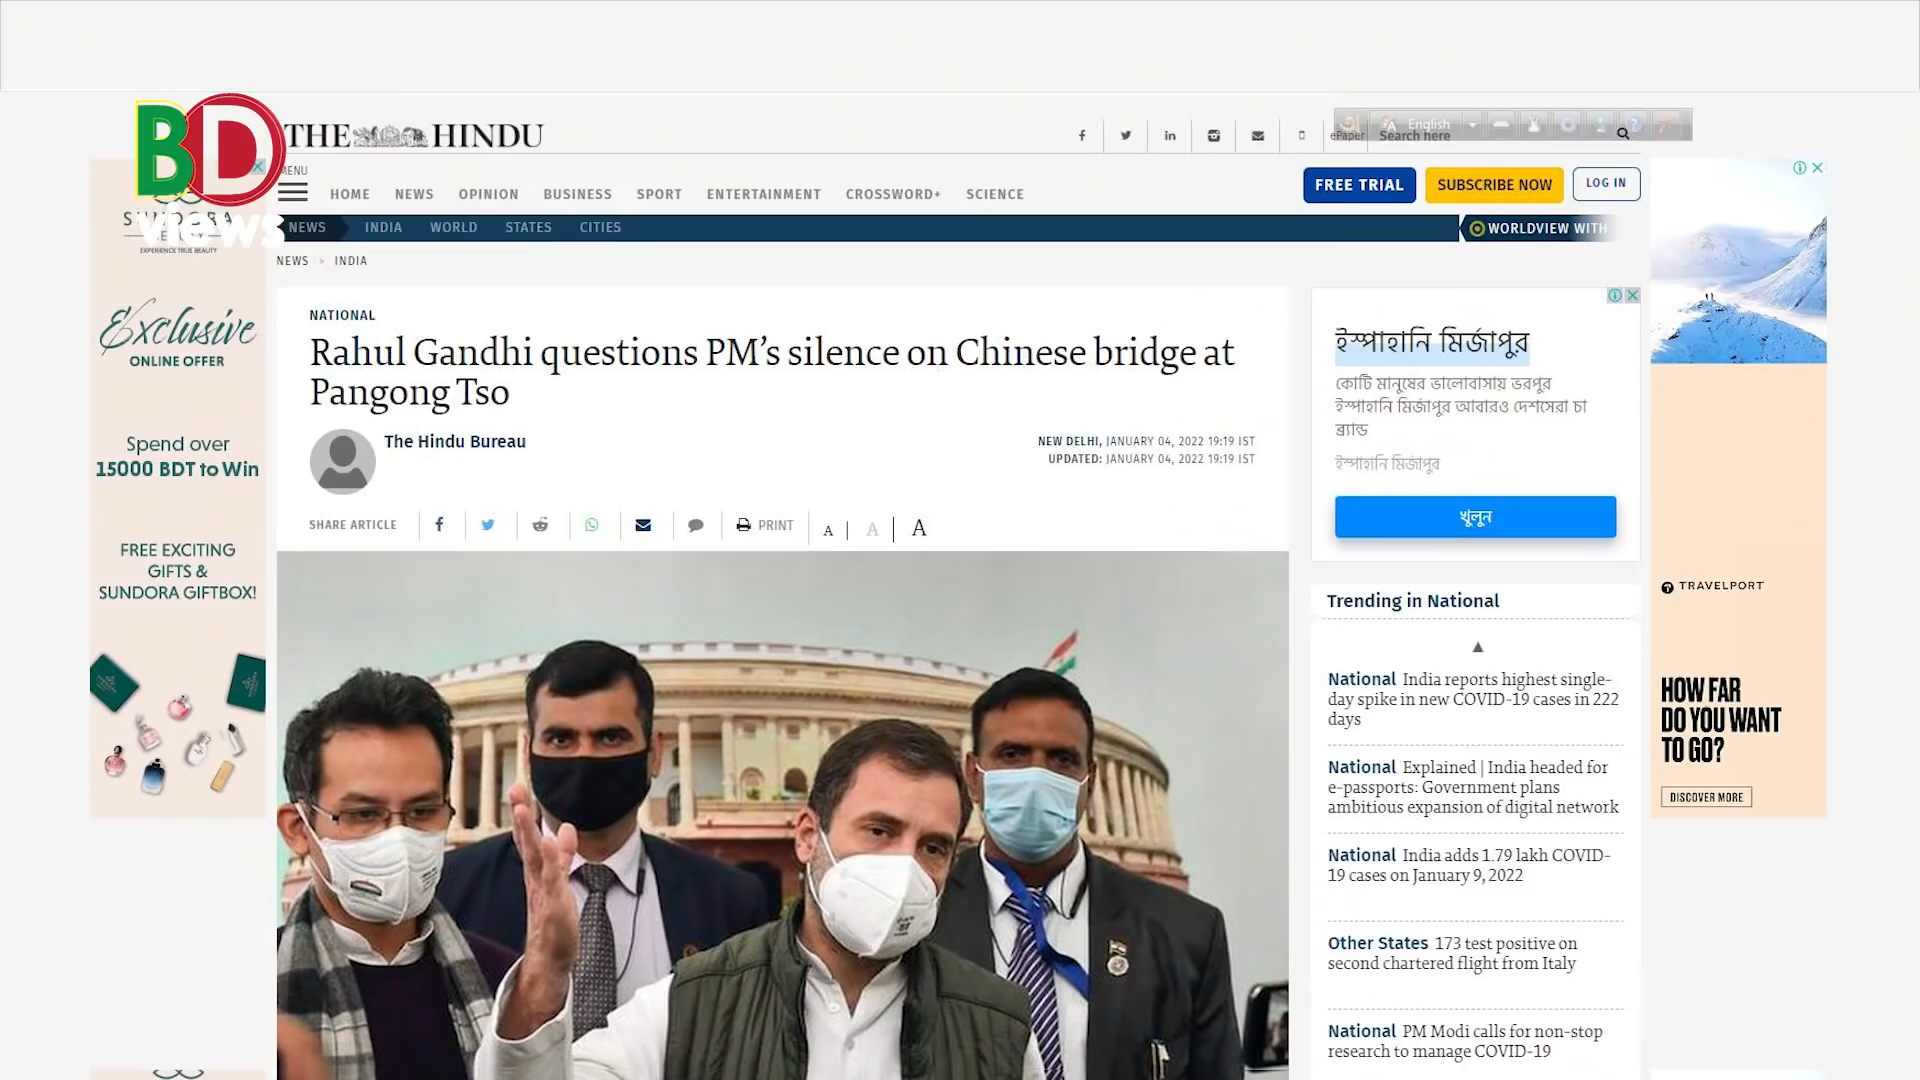 BD
views
THE HINDU
ePaper
English
Search here
MENU
HOME
NEWS
OPINION
BUSINESS
SPORT
ENTERTAINMENT
CROSSWORD+
SCIENCE
FREE TRIAL
SUBSCRIBE NOW
LOG IN
NEWS
INDIA
WORLD
STATES
CITIES
WORLDVIEW WITH
NEWS > INDIA
EXPERIENCE TRUE BEAUTY
Exclusive
ONLINE OFFER
Spend over
15000 BDT to Win
FREE EXCITING
GIFTS &
SUNDORA GIFTBOX!
NATIONAL
Rahul Gandhi questions PM’s silence on Chinese bridge at
Pangong Tso
The Hindu Bureau
NEW DELHI, JANUARY 04, 2022 19:19 IST
UPDATED: JANUARY 04, 2022 19:19 IST
SHARE ARTICLE
PRINT
A | A | A
ইস্পাহানি মির্জাপুর
কোটি মানুষের ভালোবাসায় ভরপুর
ইস্পাহানি মির্জাপুর আবারও দেশসেরা চা
ব্র্যান্ড
ইস্পাহানি মির্জাপুর
খুলুন
Trending in National
National India reports highest single-
day spike in new COVID-19 cases in 222
days
National Explained | India headed for
e-passports: Government plans
ambitious expansion of digital network
National India adds 1.79 lakh COVID-
19 cases on January 9, 2022
Other States 173 test positive on
second chartered flight from Italy
National PM Modi calls for non-stop
research to manage COVID-19
TRAVELPORT
HOW FAR
DO YOU WANT
TO GO?
DISCOVER MORE